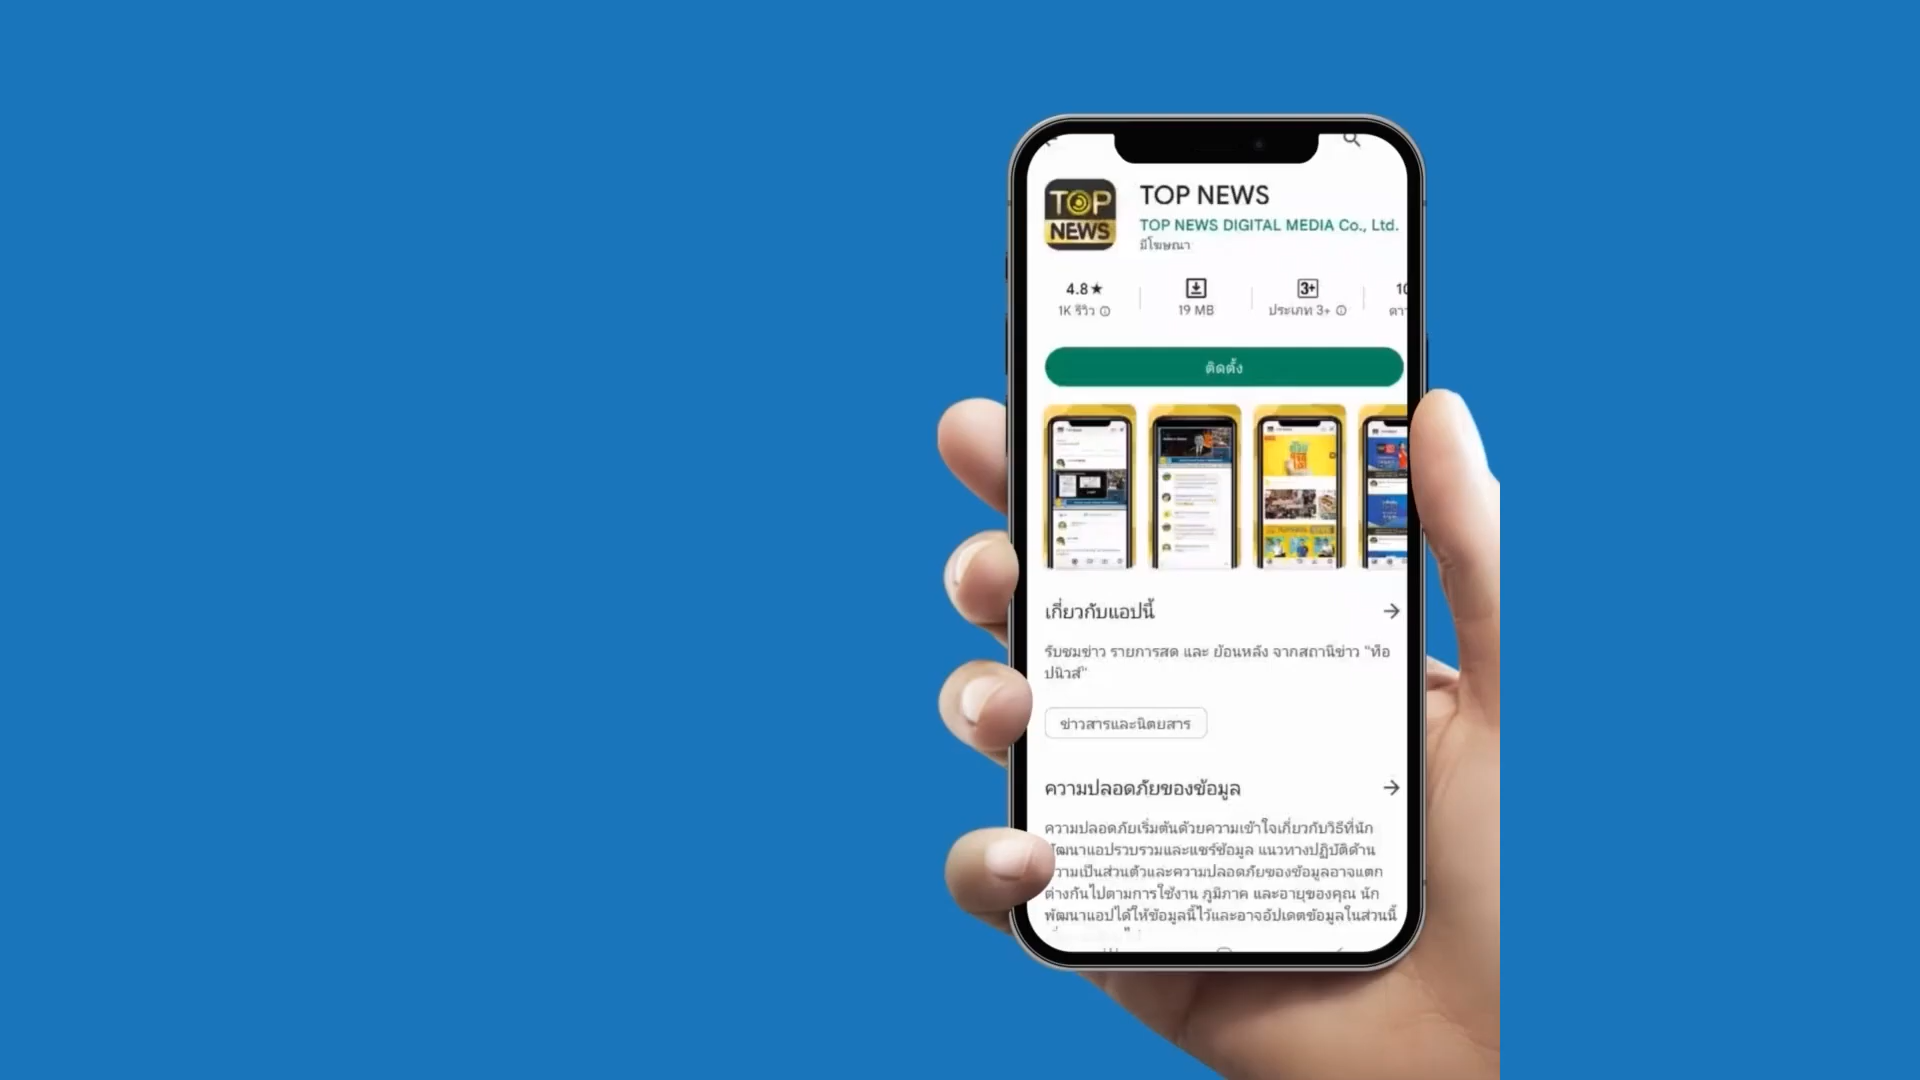 TOP
NEWS
TOP NEWS
TOP NEWS DIGITAL MEDIA Co., Ltd.
มีโฆษณา
4.8★
1K รีวิว
19 MB
3+
ประเภท 3+
10
ติดตั้ง
เกี่ยวกับแอปนี้
รับชมข่าว รายการสด และ ย้อนหลัง จากสถานีข่าว "ท็อ
ปนิวส์"
ข่าวสารและนิตยสาร
ความปลอดภัยของข้อมูล
ความปลอดภัยเริ่มต้นด้วยความเข้าใจเกี่ยวกับวิธีที่นัก
ัฒนาแอปรวบรวมและแชร์ข้อมูล แนวทางปฏิบัติด้าน
วามเป็นส่วนตัวและความปลอดภัยของข้อมูลอาจแตก
ต่างกันไปตามการใช้งาน ภูมิภาค และอายุของคุณ นัก
พัฒนาแอปได้ให้ข้อมูลนี้ไว้และอาจอัปเดตข้อมูลในส่วนนี้